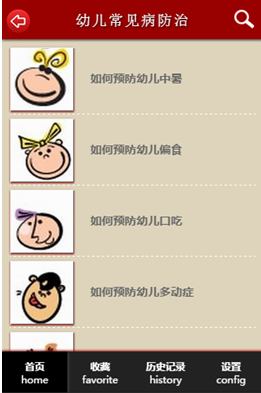 幼儿常见病防治
如何预防幼儿中暑
如何预防幼儿偏食
如何预防幼儿口吃
如何预防幼儿多动症
首页 收藏 历史记录 设置
home favorite history config